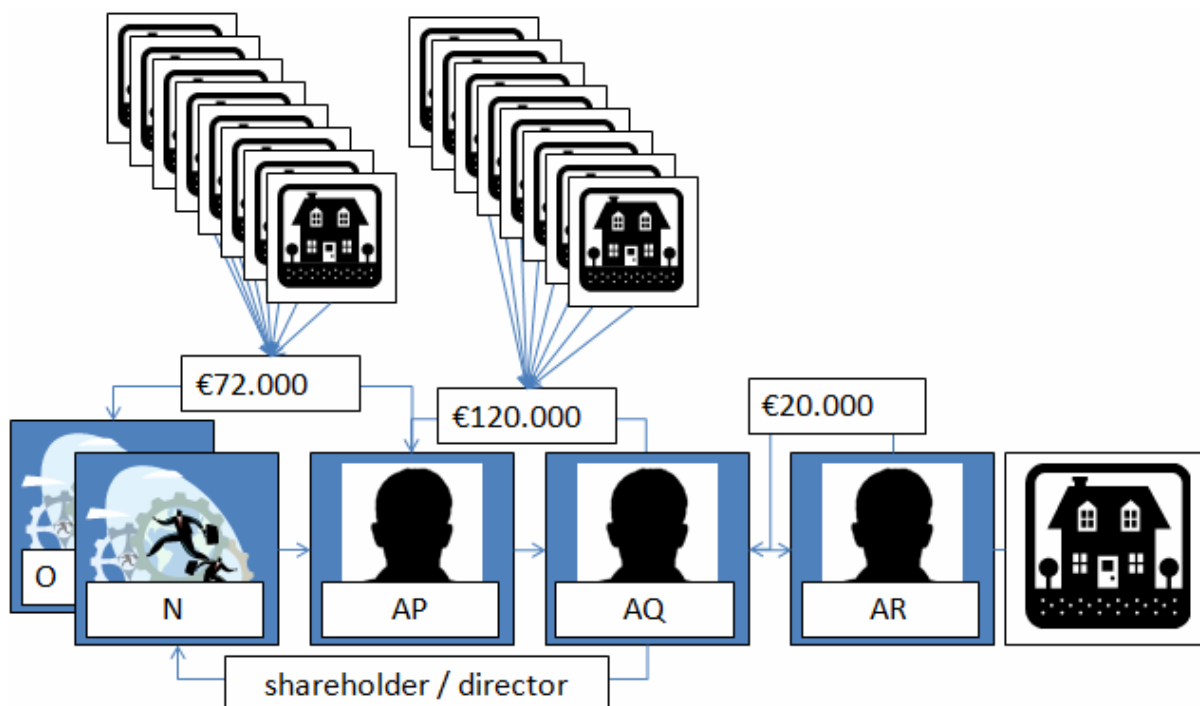 €72.000
€120.000
€20.000
O
N
AP
AQ
AR
shareholder / director